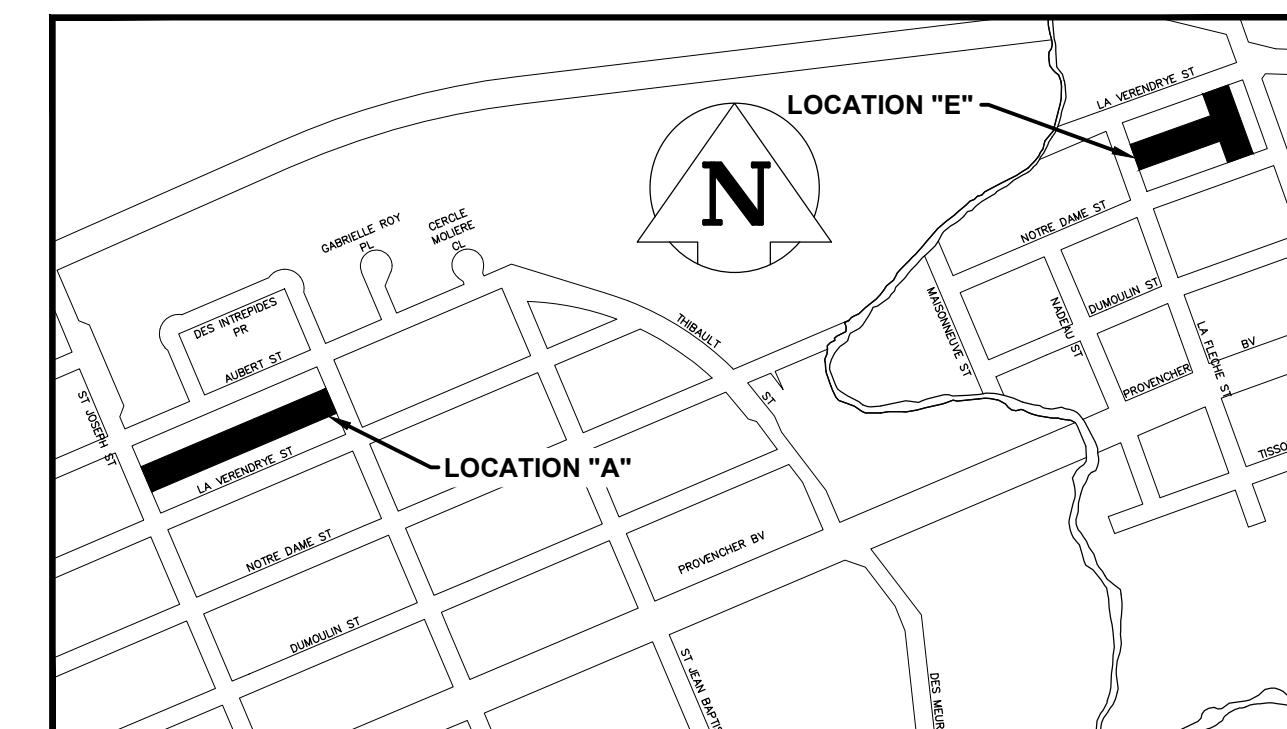 LA VERENDRYE ST
LOCATION "E"
N
GABRIELLE ROY
PL
CERCLE
MOLIERE
CL
NOTRE DAME ST
DES INTREPIDES
PR
MAISONNEUVE ST
NADEAU ST
DUMOULIN ST
THIBAULT
ST
LA FLECHE ST
BV
PROVENCHER
AUBERT ST
ST JOSEPH ST
LOCATION "A"
LA VERENDRYE ST
TISSO
NOTRE DAME ST
PROVENCHER BV
DUMOULIN ST
ST JEAN BAPTIS
DES MEUR